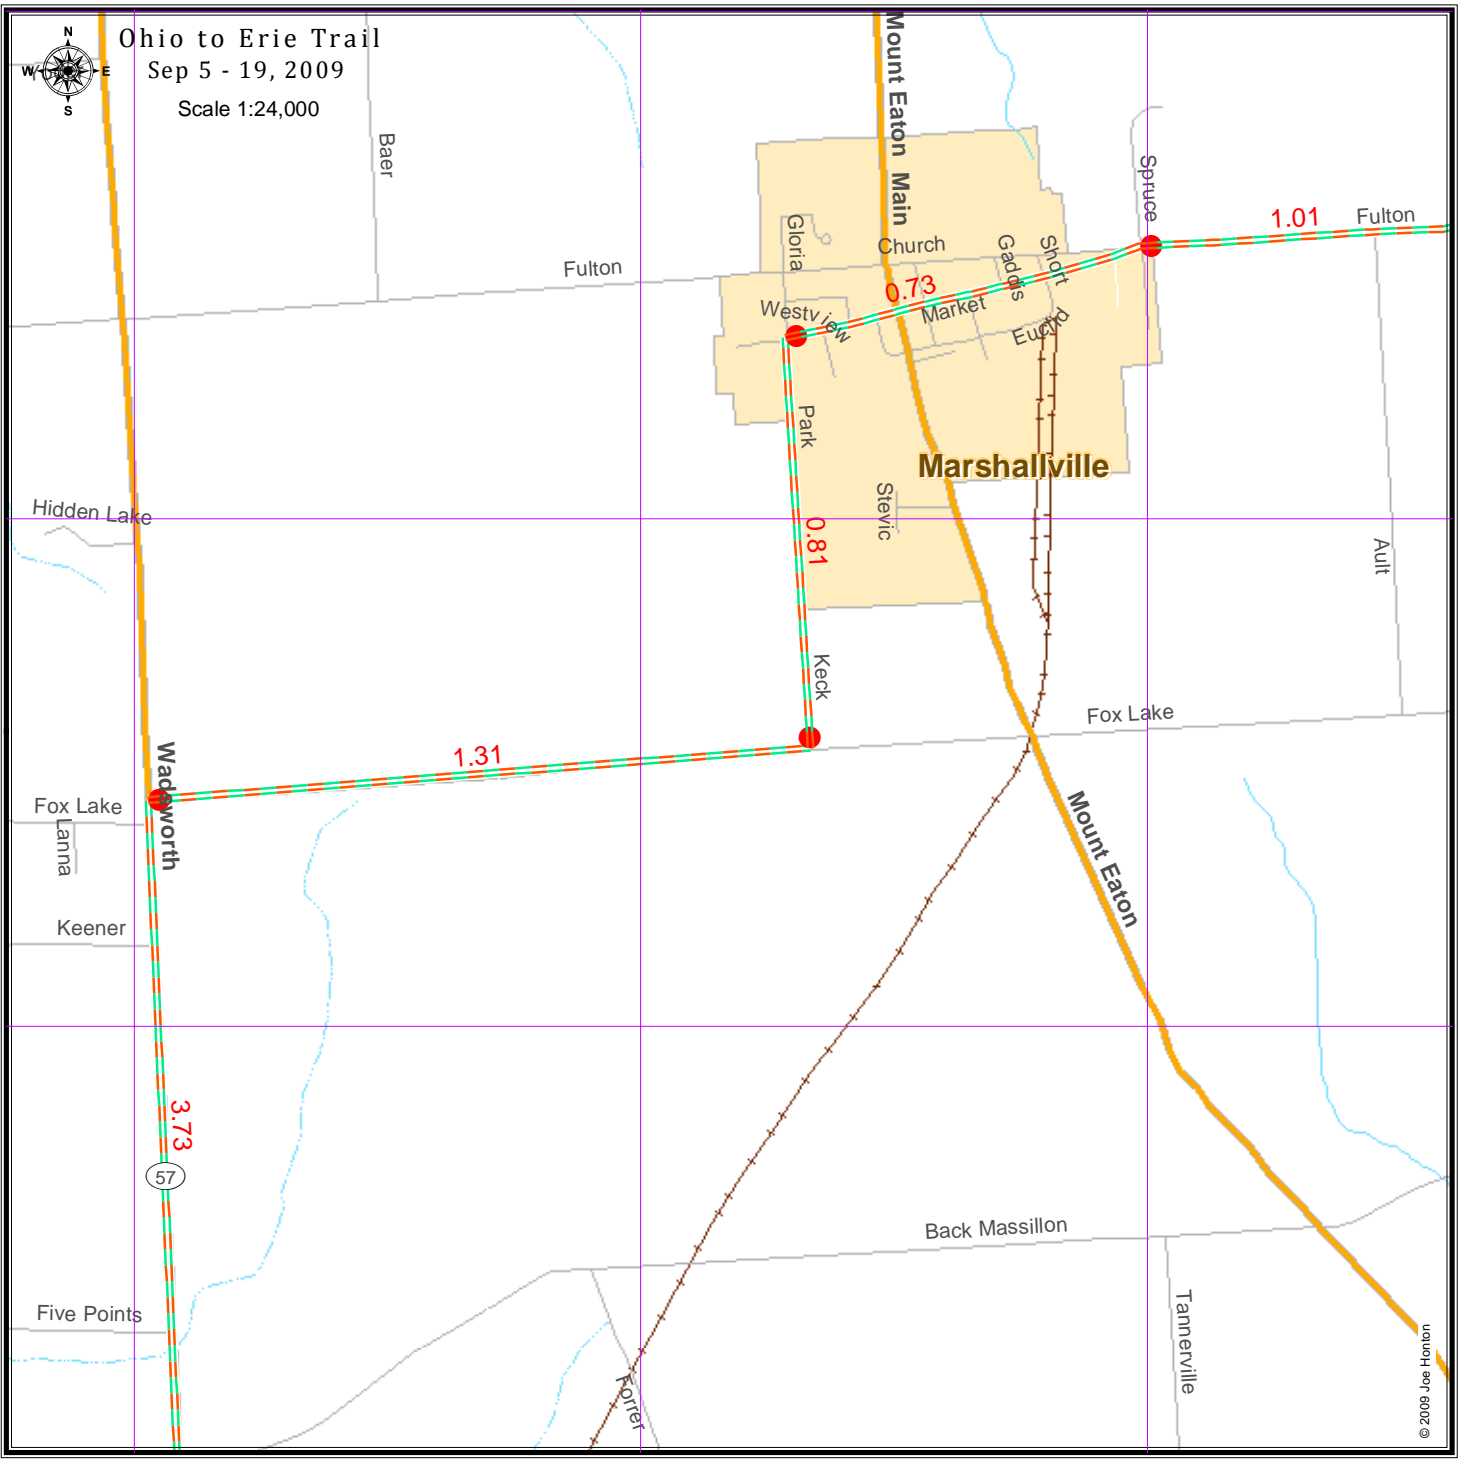 N
W
E
S
Ohio to Erie Trail
Sep 5 - 19, 2009
Scale 1:24,000
Baer
Mount Eaton
Main
Spruce
1.01
Fulton
Gloria
Church
Gaddis
Short
Fulton
0.73
Westview
Market
Euclid
Park
Marshallville
Stevic
Hidden Lake
0.81
Ault
Keck
Fox Lake
1.31
Wadsworth
Fox Lake
Lanna
Mount Eaton
Keener
3.73
57
Back Massillon
Five Points
Tannerville
Forrer
© 2009 Joe Honton